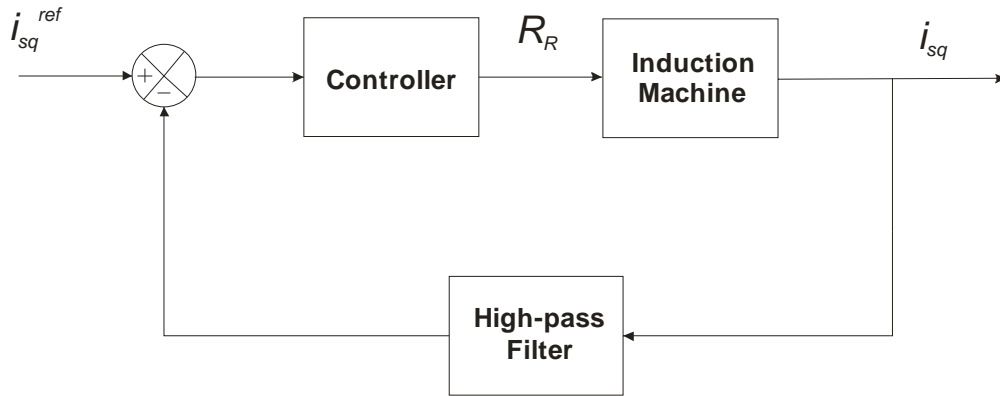 i_sq^ref
R_R
i_sq
+
−
Controller
Induction
Machine
High-pass
Filter